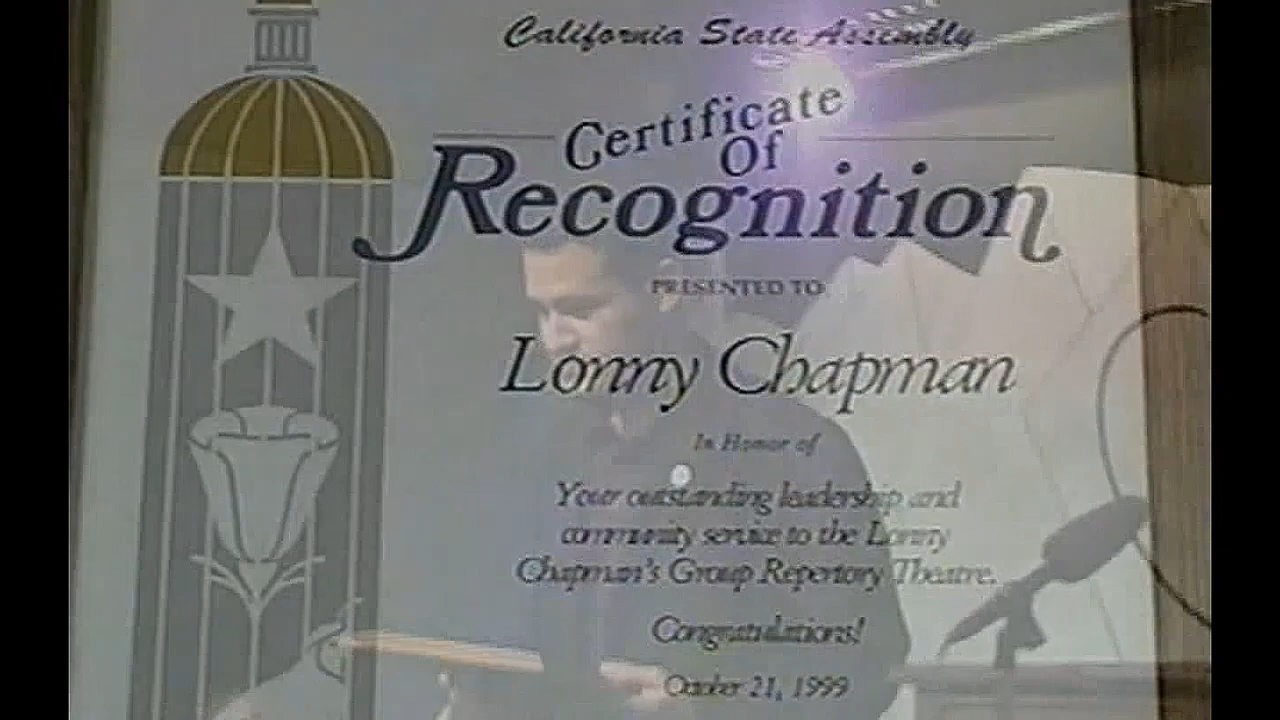 California State Assembly
Certificate
Of
Recognition
PRESENTED TO
Lonny Chapman
In Honor of
Your outstanding leadership and
community service to the Lonny
Chapman's Group Repertory Theatre.
Congratulations!
October 21, 1999